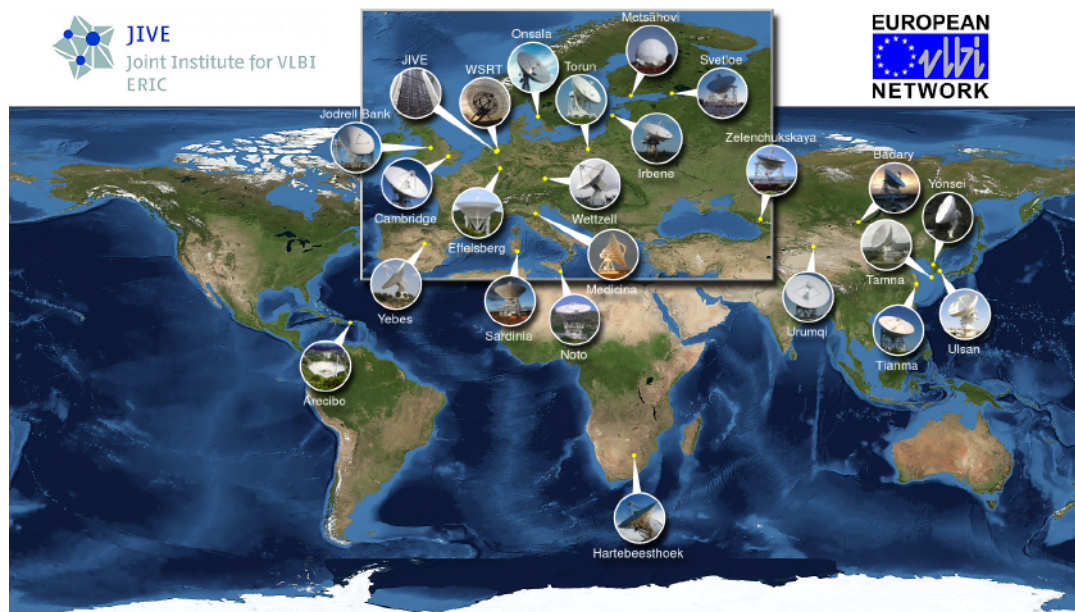 JIVE
Joint Institute for VLBI
ERIC
EUROPEAN
vlbi
NETWORK
Metsähovi
Onsala
JIVE
WSRT
Torun
Svetloe
Jodrell Bank
Zelenchukskaya
Irbene
Badary
Yonsei
Cambridge
Wettzell
Effelsberg
Tamna
Medicina
Yebes
Sardinia
Noto
Urumqi
Ulsan
Tianma
Arecibo
Hartebeesthoek